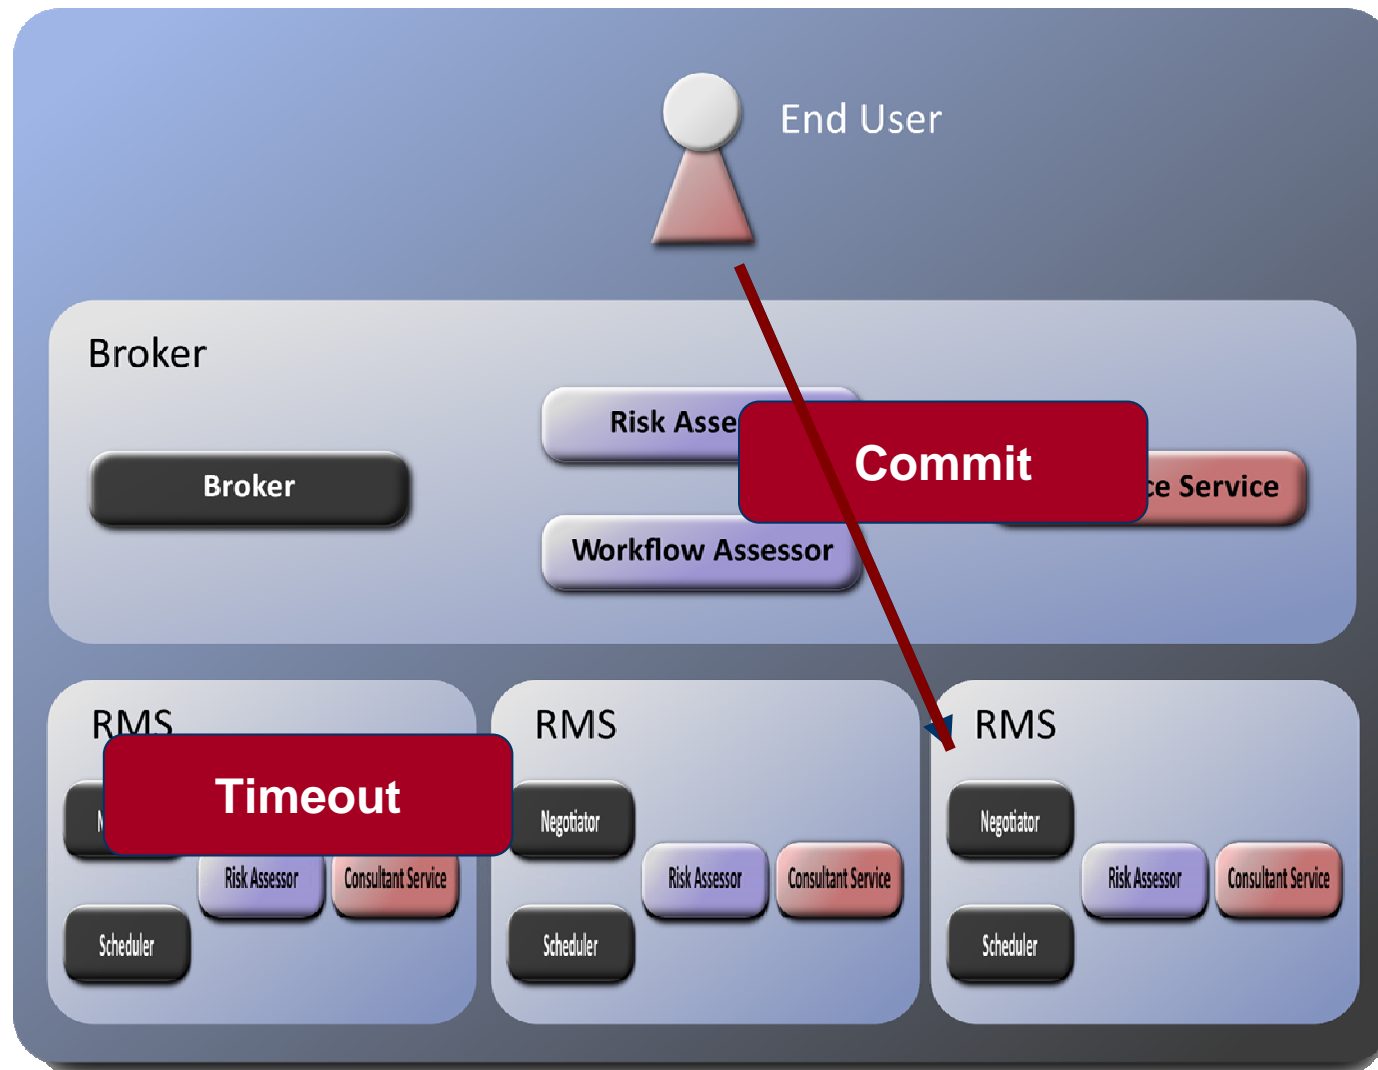 End User
Broker
Risk Asse
Commit
Broker
ce Service
Workflow Assessor
RMS
RMS
RMS
Timeout
Negotiator
Negotiator
Risk Assessor
Consultant Service
Risk Assessor
Consultant Service
Risk Assessor
Consultant Service
Scheduler
Scheduler
Scheduler